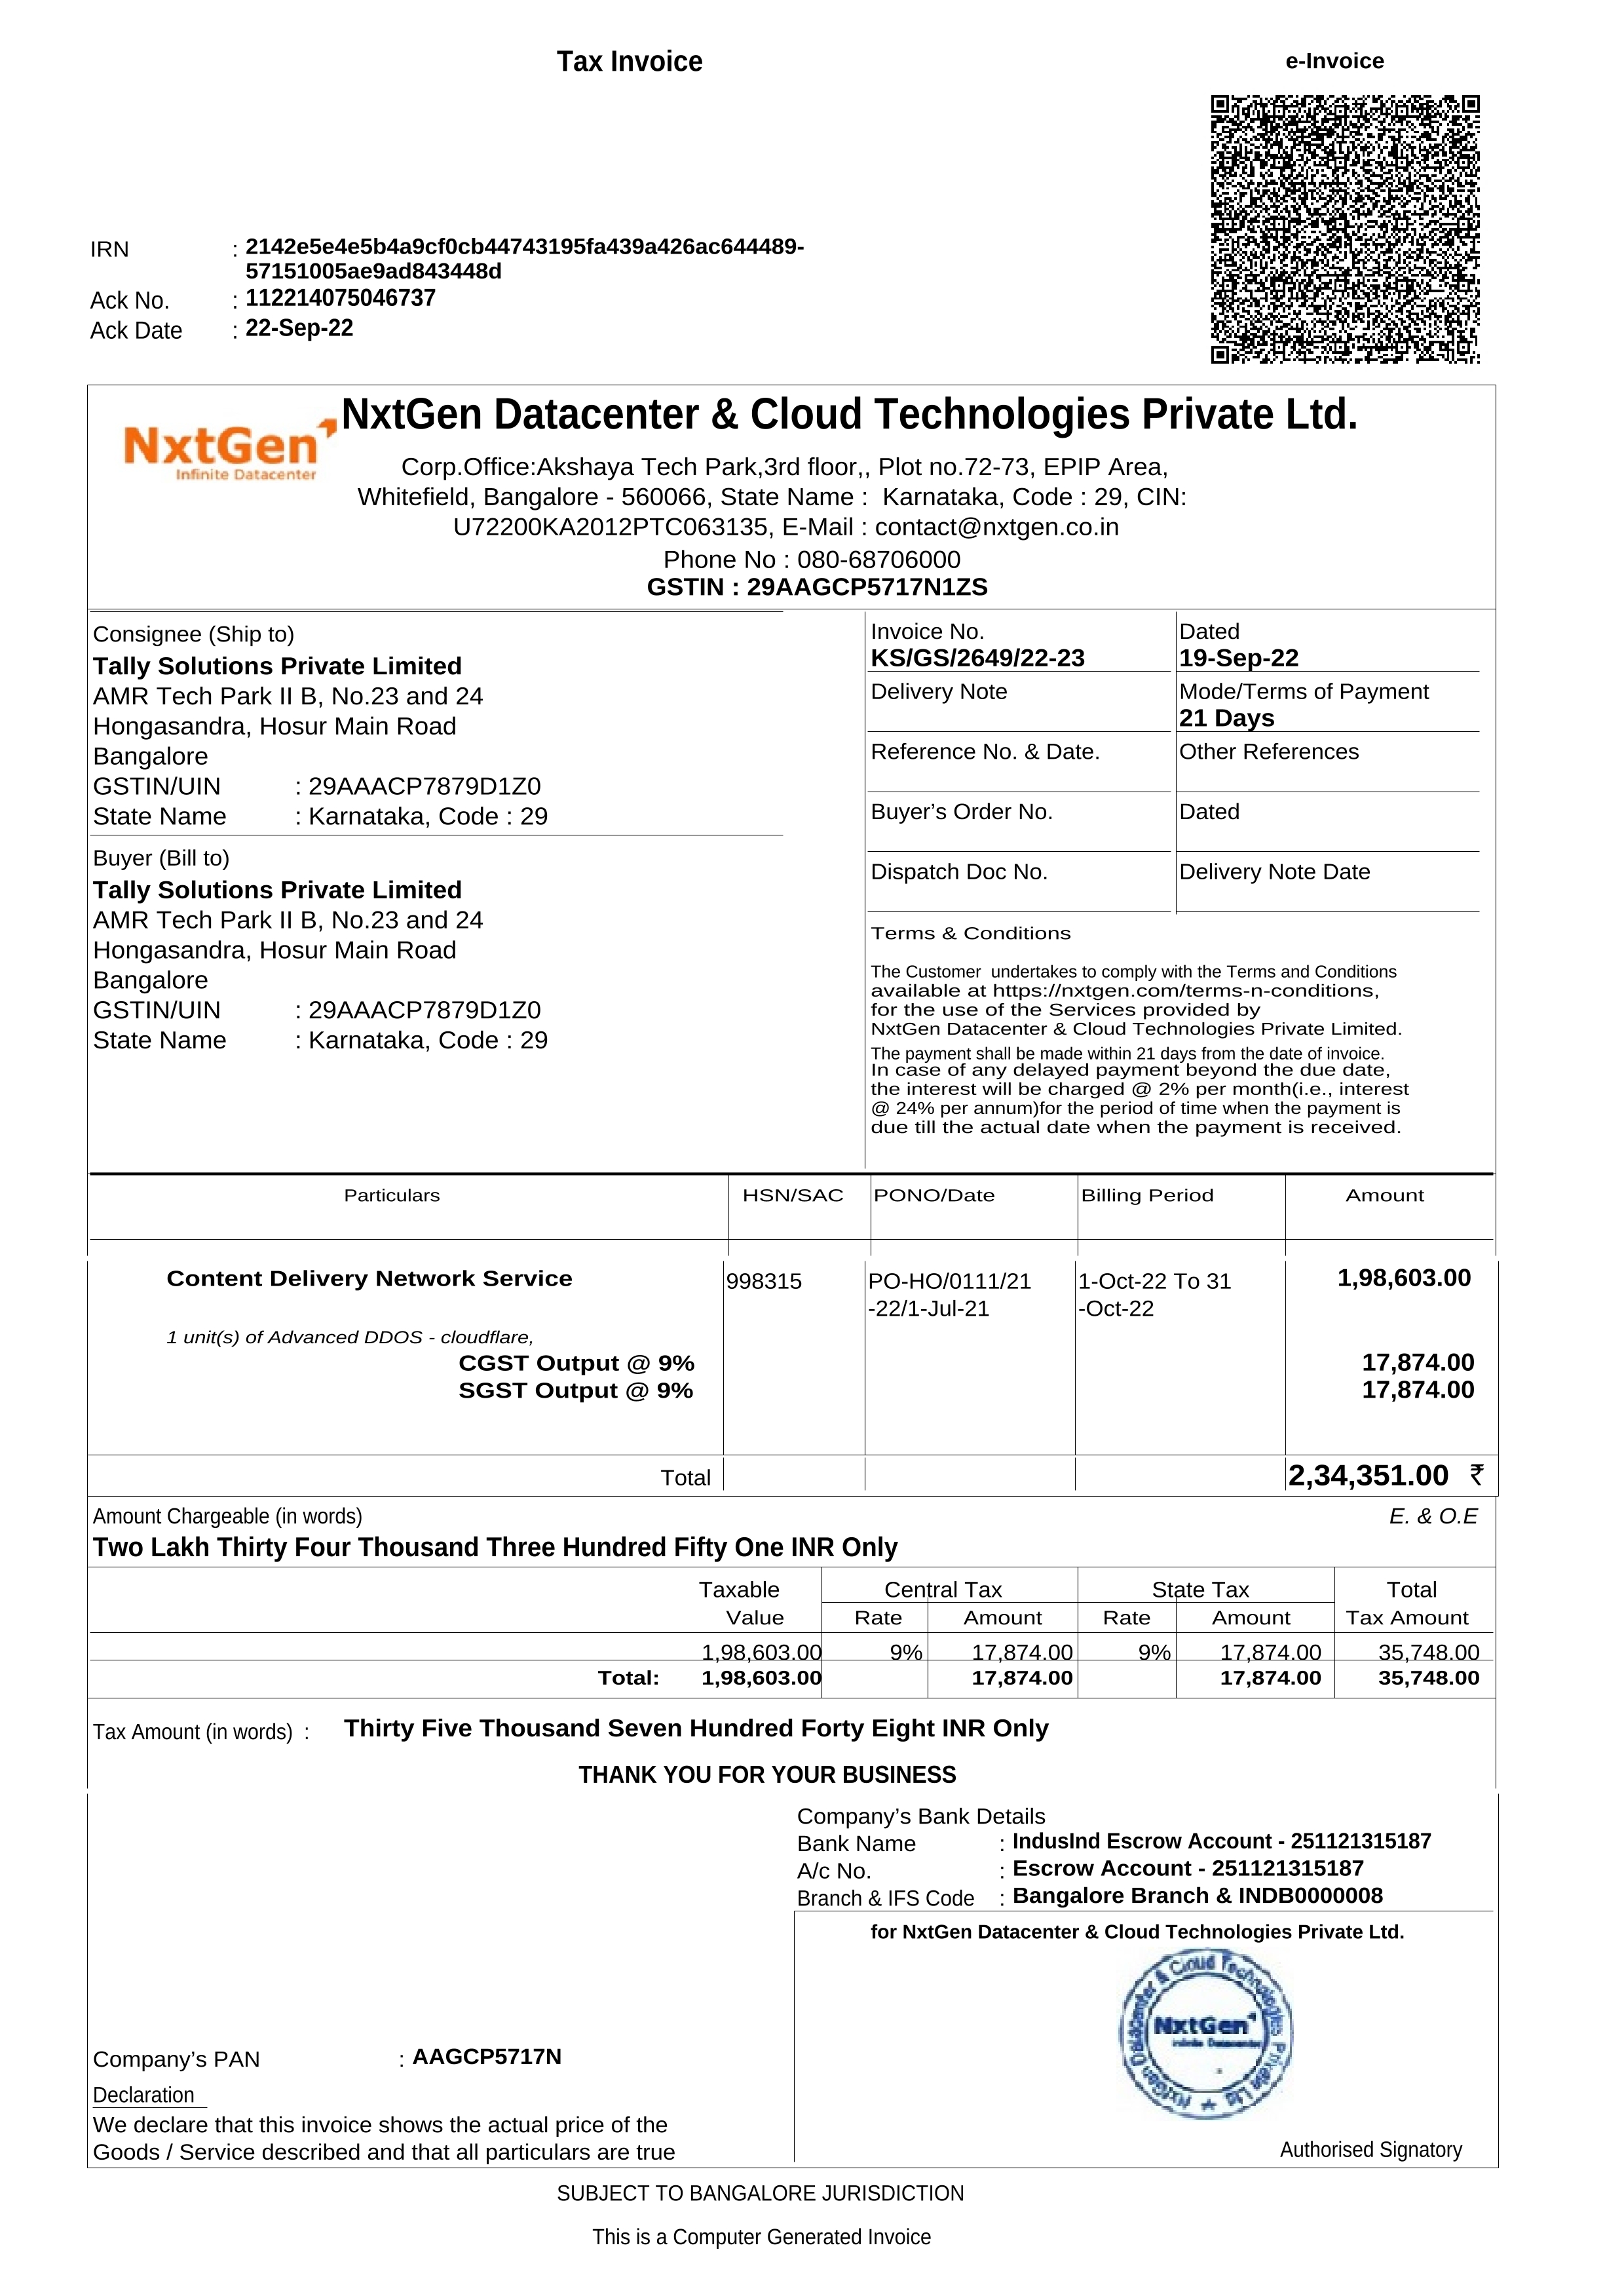 Tax Invoice
e-Invoice
IRN : 2142e5e4e5b4a9cf0cb44743195fa439a426ac644489-
57151005ae9ad843448d
Ack No. : 112214075046737
Ack Date : 22-Sep-22
NxtGen
Infinite Datacenter
NxtGen Datacenter & Cloud Technologies Private Ltd.
Corp.Office:Akshaya Tech Park,3rd floor,, Plot no.72-73, EPIP Area,
Whitefield, Bangalore - 560066, State Name :  Karnataka, Code : 29, CIN:
U72200KA2012PTC063135, E-Mail : contact@nxtgen.co.in
Phone No : 080-68706000
GSTIN : 29AAGCP5717N1ZS
Consignee (Ship to)
Tally Solutions Private Limited
AMR Tech Park II B, No.23 and 24
Hongasandra, Hosur Main Road
Bangalore
GSTIN/UIN : 29AAACP7879D1Z0
State Name : Karnataka, Code : 29
Buyer (Bill to)
Tally Solutions Private Limited
AMR Tech Park II B, No.23 and 24
Hongasandra, Hosur Main Road
Bangalore
GSTIN/UIN : 29AAACP7879D1Z0
State Name : Karnataka, Code : 29
Invoice No. Dated
KS/GS/2649/22-23 19-Sep-22
Delivery Note Mode/Terms of Payment
21 Days
Reference No. & Date. Other References
Buyer’s Order No. Dated
Dispatch Doc No. Delivery Note Date
Terms & Conditions
The Customer  undertakes to comply with the Terms and Conditions
available at https://nxtgen.com/terms-n-conditions,
for the use of the Services provided by
NxtGen Datacenter & Cloud Technologies Private Limited.
The payment shall be made within 21 days from the date of invoice.
In case of any delayed payment beyond the due date,
the interest will be charged @ 2% per month(i.e., interest
@ 24% per annum)for the period of time when the payment is
due till the actual date when the payment is received.
Particulars HSN/SAC PONO/Date Billing Period Amount
Content Delivery Network Service 998315 PO-HO/0111/21 1-Oct-22 To 31 1,98,603.00
-22/1-Jul-21 -Oct-22
1 unit(s) of Advanced DDOS - cloudflare,
CGST Output @ 9% 17,874.00
SGST Output @ 9% 17,874.00
Total 2,34,351.00 ₹
Amount Chargeable (in words) E. & O.E
Two Lakh Thirty Four Thousand Three Hundred Fifty One INR Only
Taxable Central Tax State Tax Total
Value Rate Amount Rate Amount Tax Amount
1,98,603.00 9% 17,874.00 9% 17,874.00 35,748.00
Total: 1,98,603.00 17,874.00 17,874.00 35,748.00
Tax Amount (in words)  : Thirty Five Thousand Seven Hundred Forty Eight INR Only
THANK YOU FOR YOUR BUSINESS
Company’s Bank Details
Bank Name : IndusInd Escrow Account - 251121315187
A/c No. : Escrow Account - 251121315187
Branch & IFS Code : Bangalore Branch & INDB0000008
for NxtGen Datacenter & Cloud Technologies Private Ltd.
NxtGen Datacenter & Cloud Technologies Private Ltd.
NxtGen
Infinite Datacenter
Authorised Signatory
Company’s PAN : AAGCP5717N
Declaration
We declare that this invoice shows the actual price of the
Goods / Service described and that all particulars are true
SUBJECT TO BANGALORE JURISDICTION
This is a Computer Generated Invoice